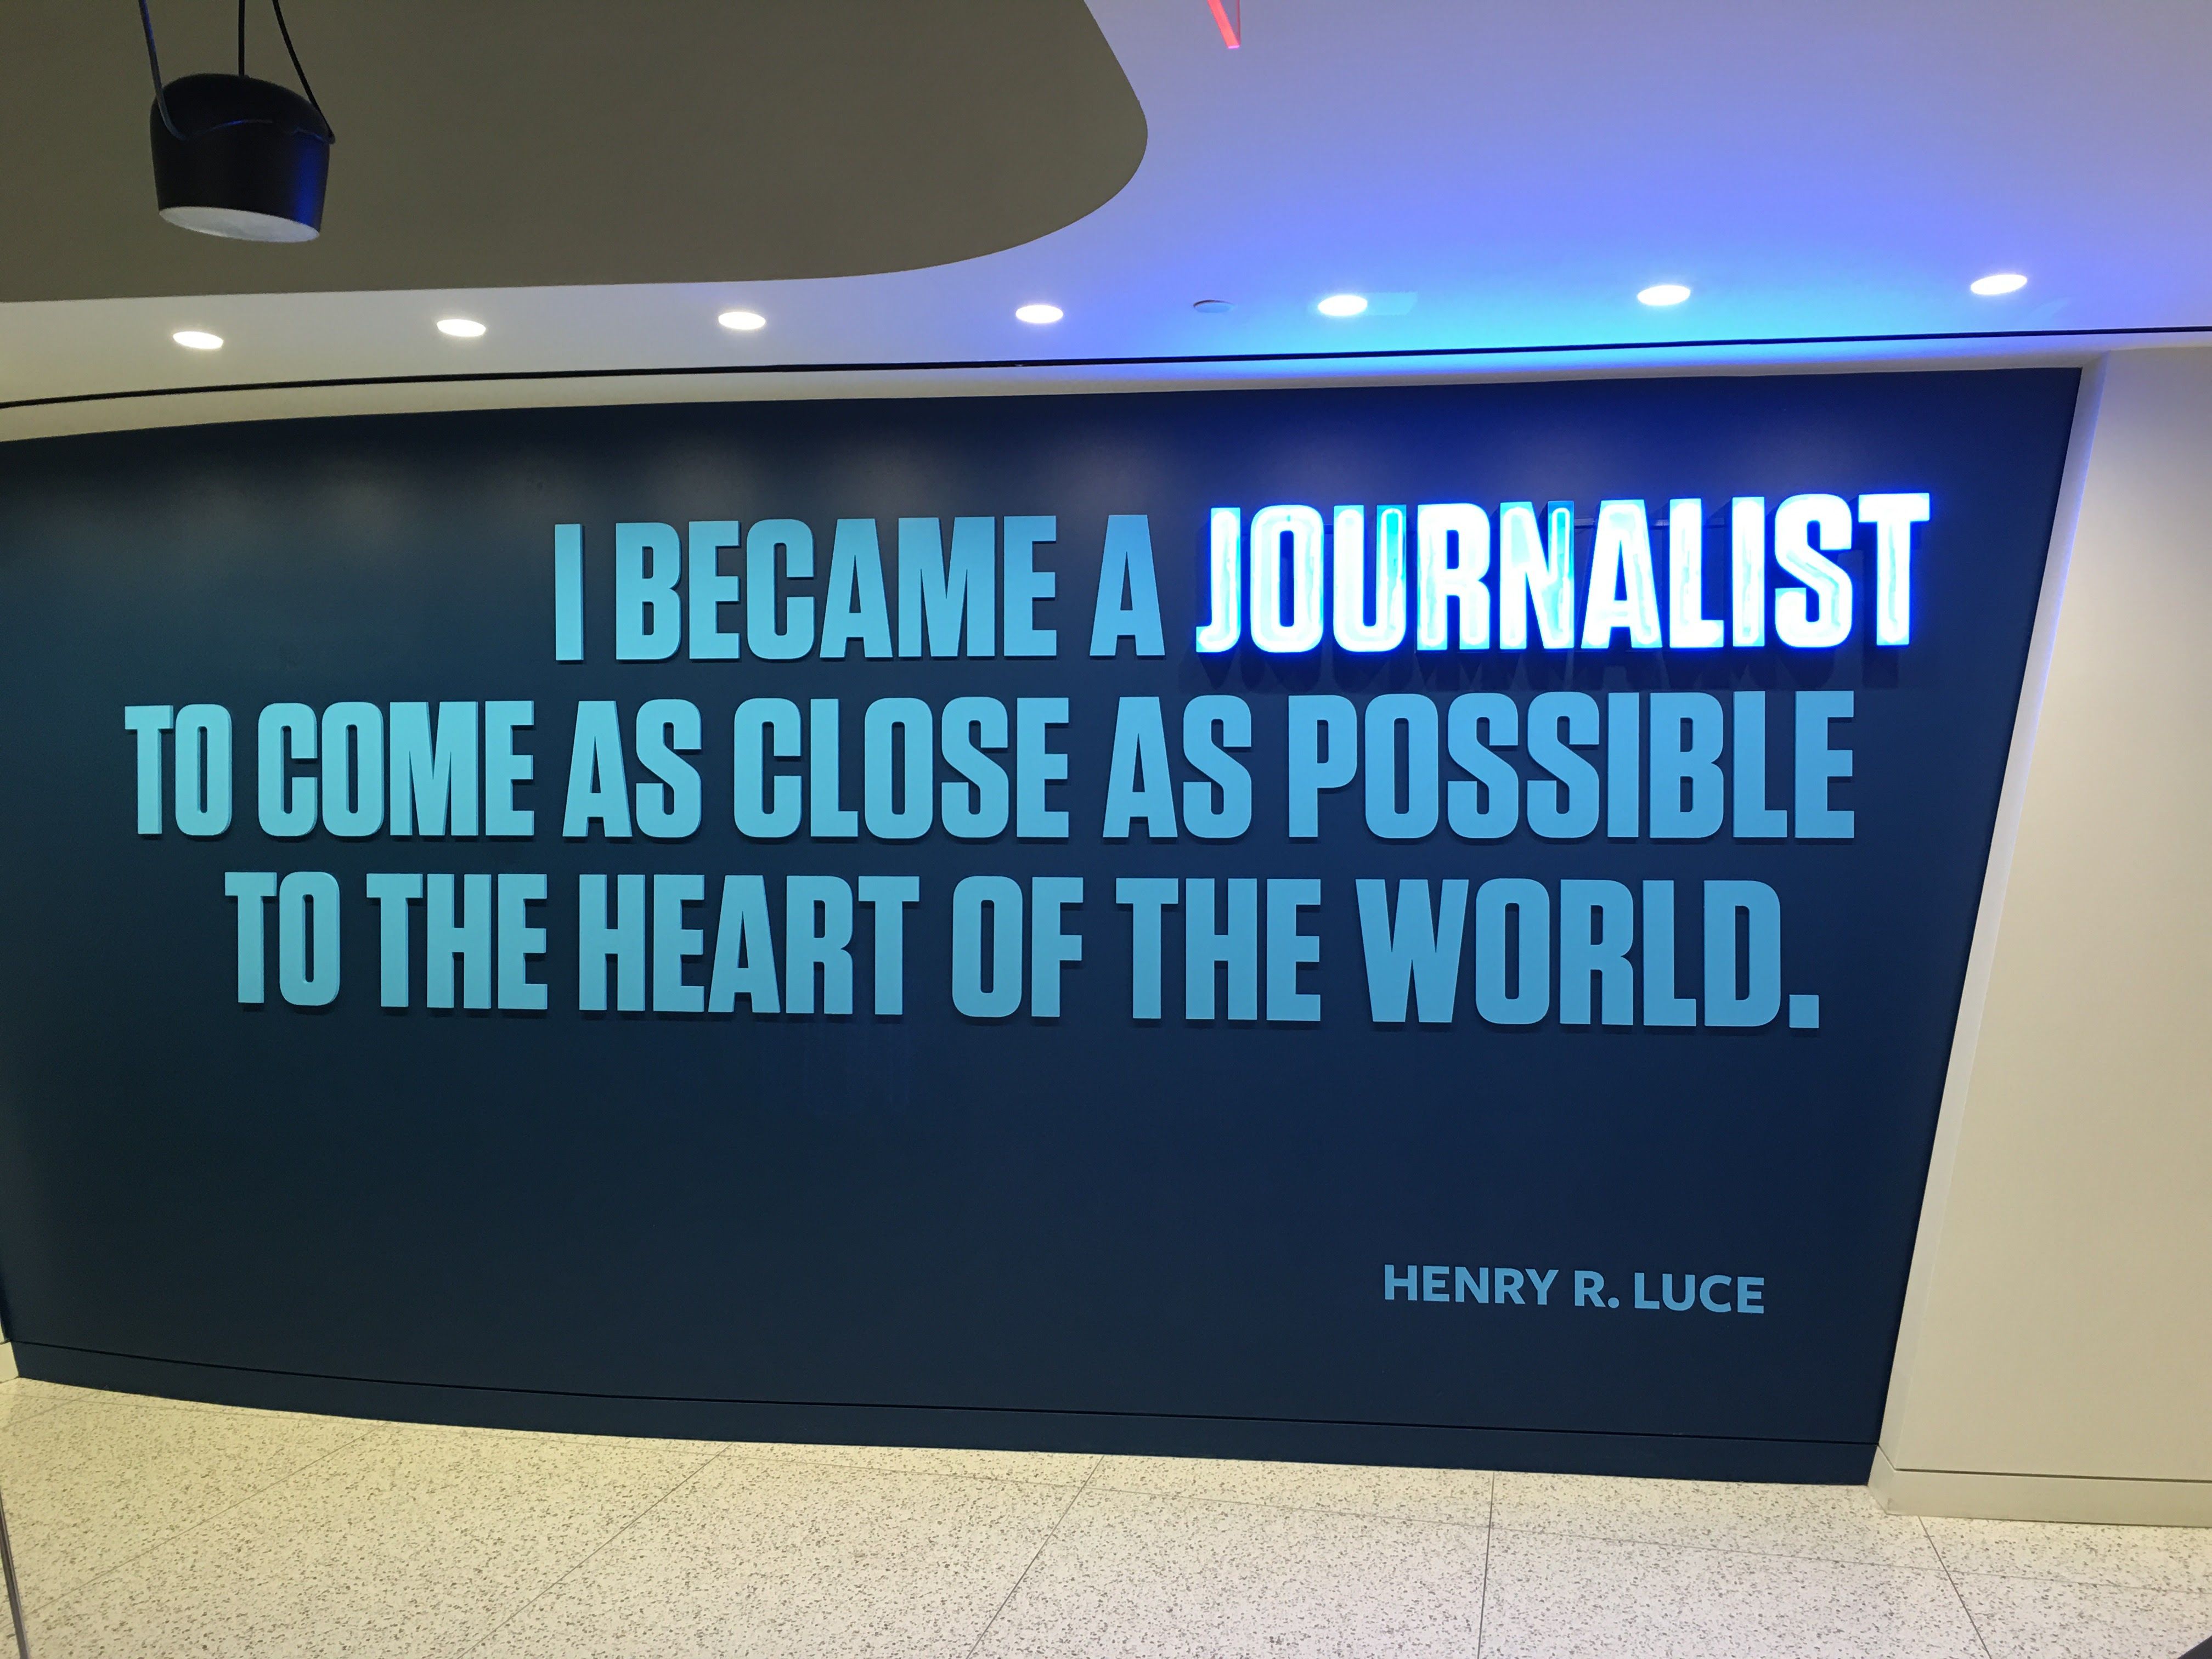 I BECAME A JOURNALIST
TO COME AS CLOSE AS POSSIBLE
TO THE HEART OF THE WORLD.
HENRY R. LUCE